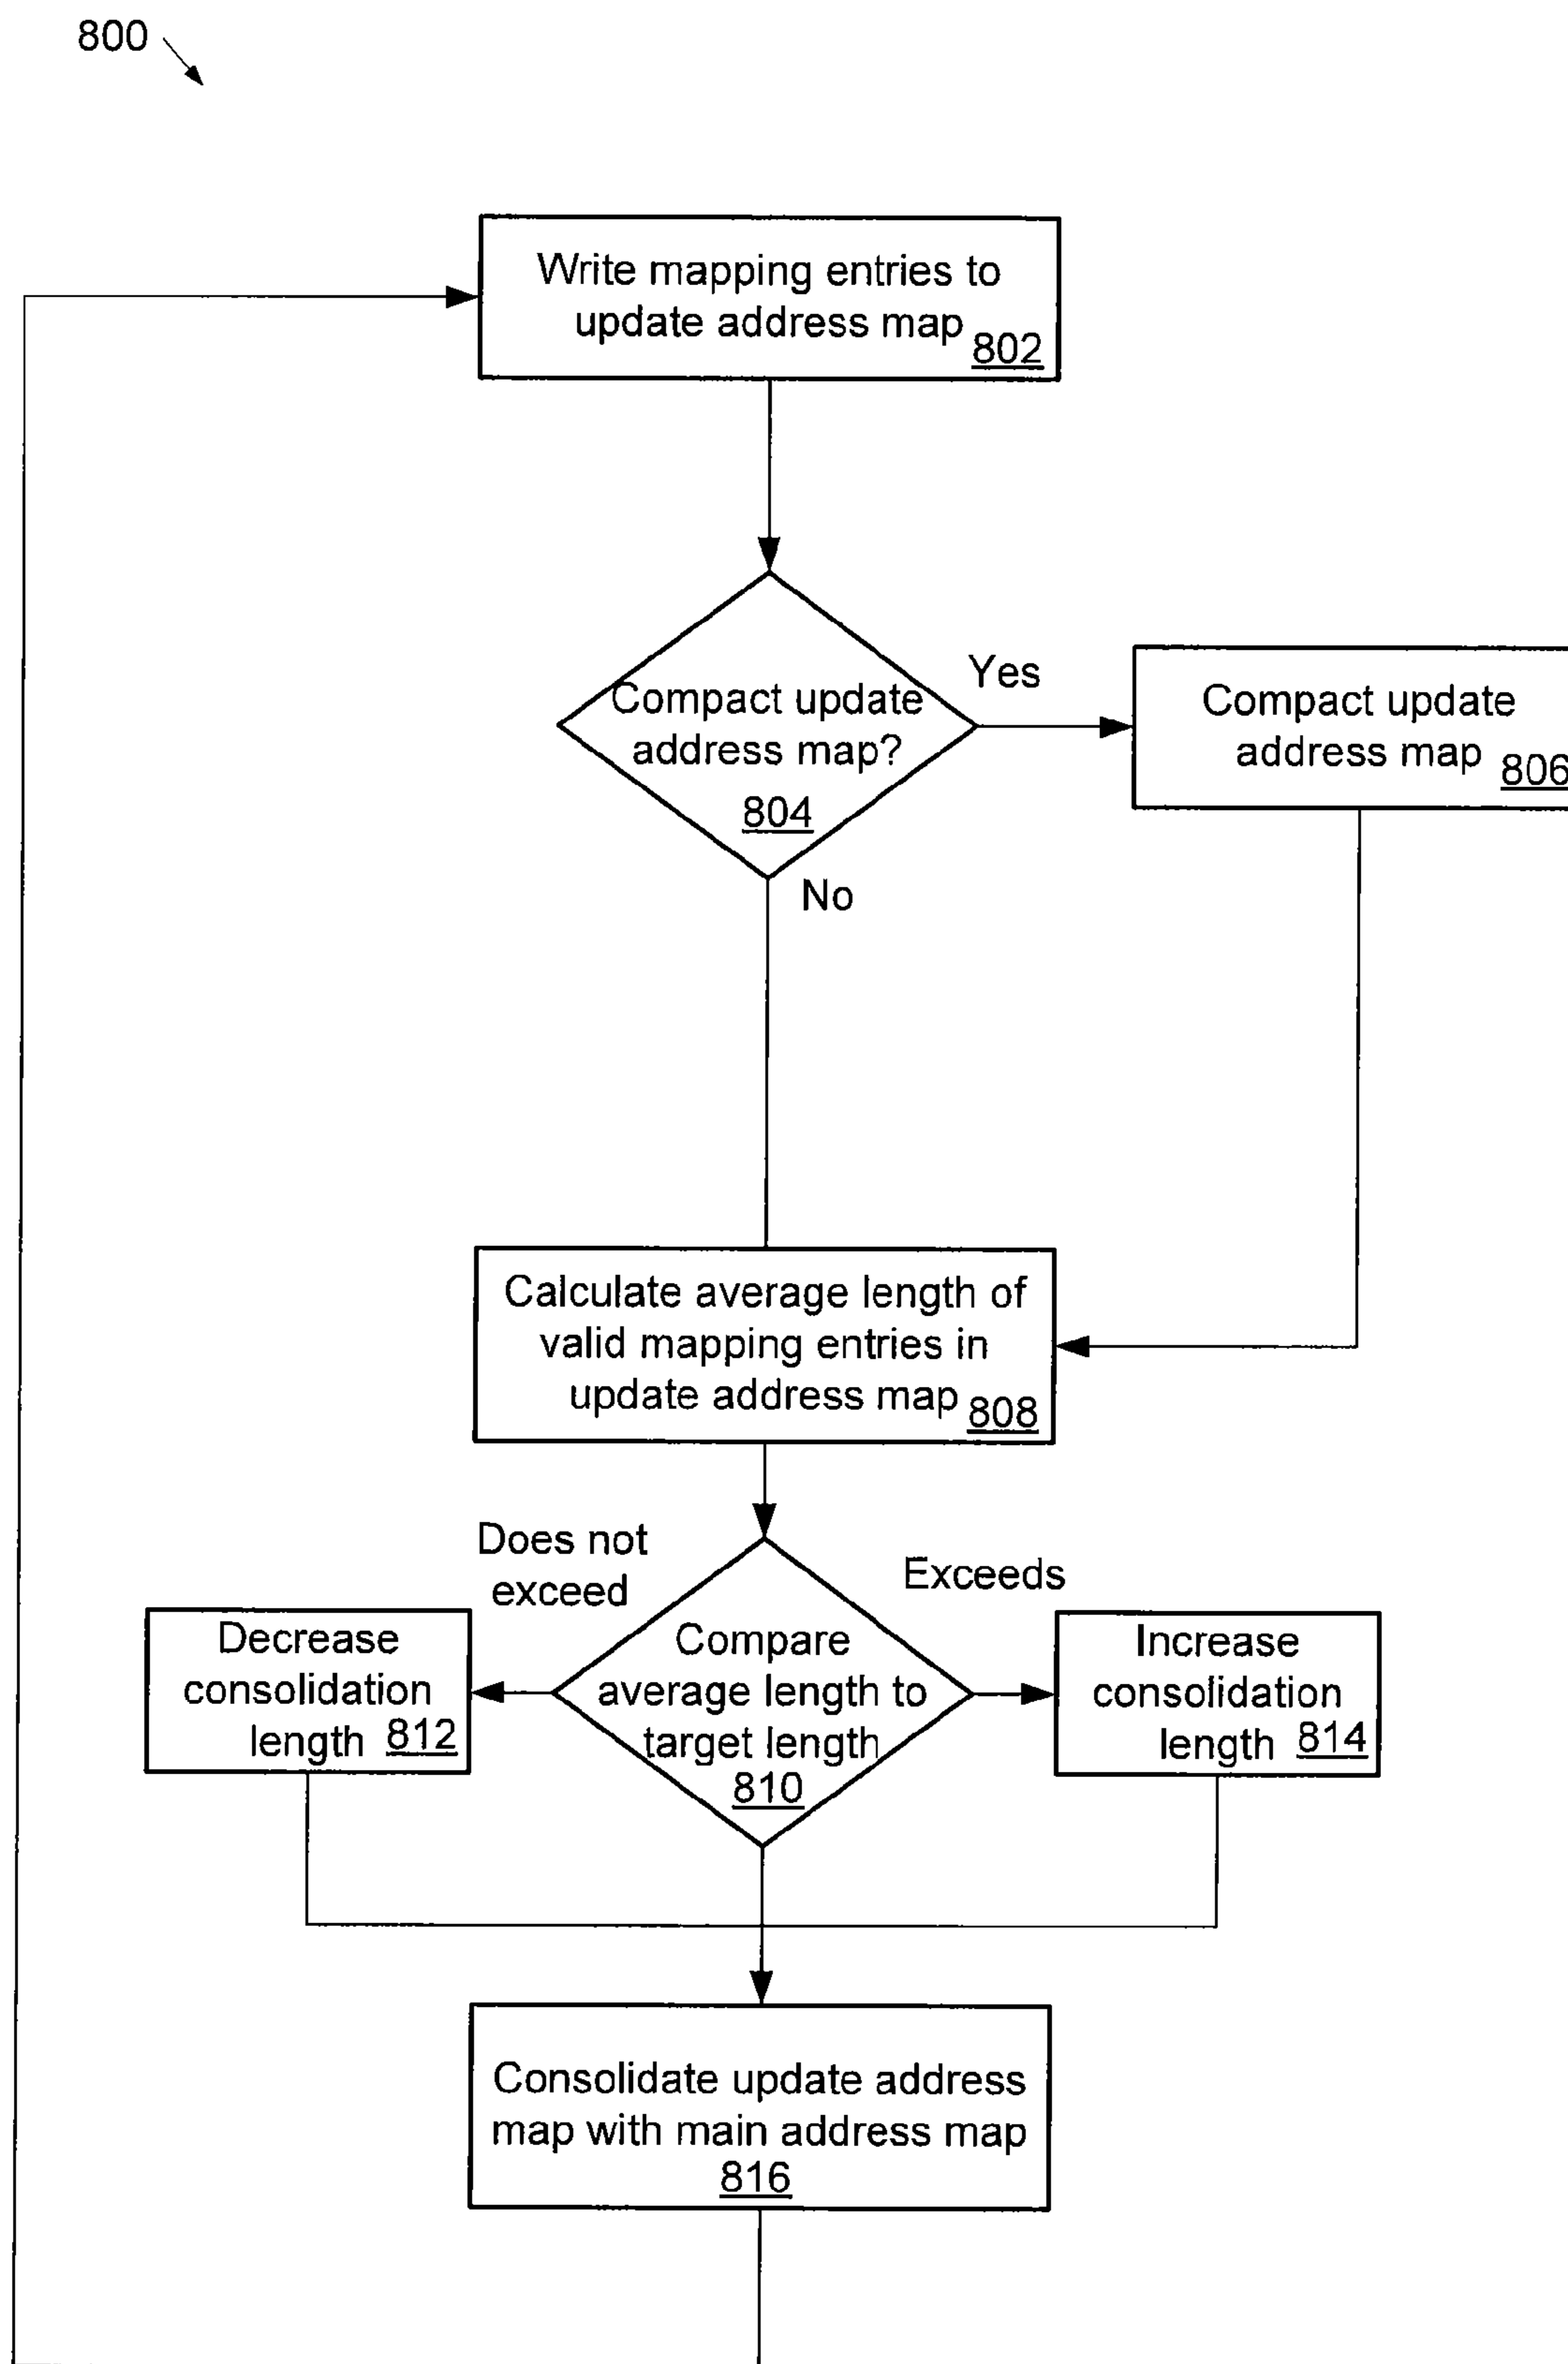 800
Write mapping entries to
update address map
802
Compact update
address map?
804
Yes
Compact update
address map
806
No
Calculate average length of
valid mapping entries in
update address map
808
Does not
exceed
Exceeds
Decrease
consolidation
length 812
Compare
average length to
target length
810
Increase
consolidation
length 814
Consolidate update address
map with main address map
816